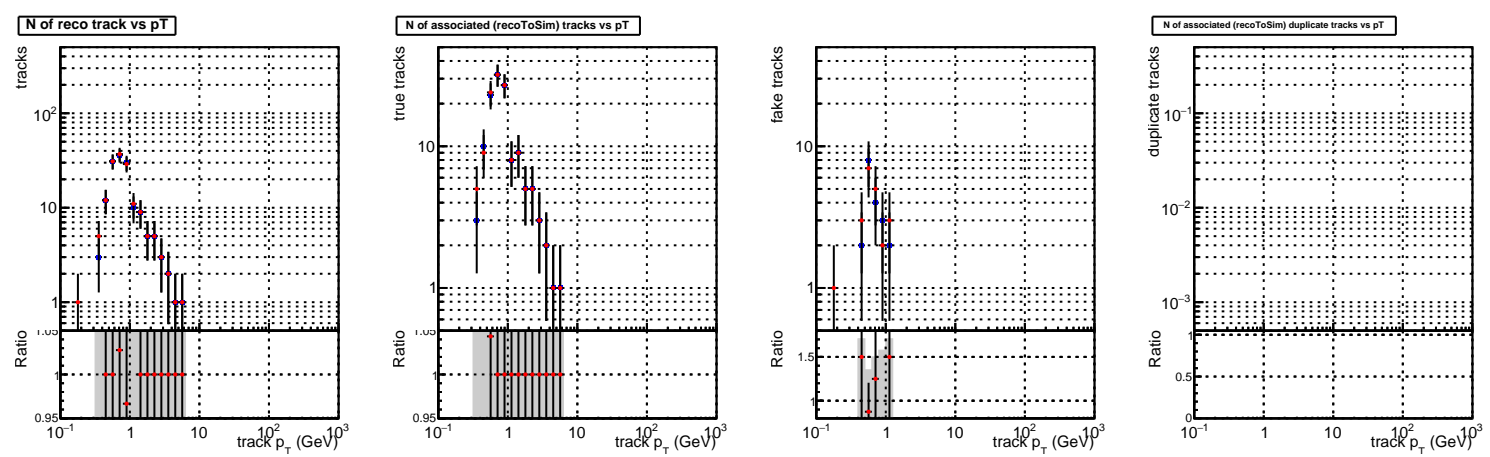 N of reco track vs pT
tracks
10²
10
1
Ratio
1.05
1
0.95
10⁻¹ 1 10 10² 10³
track p_T (GeV)
N of associated (recoToSim) tracks vs pT
true tracks
10
1
Ratio
1.05
1
0.95
10⁻¹ 1 10 10² 10³
track p_T (GeV)
fake tracks
10
1
Ratio
1.5
1
10⁻¹ 1 10 10² 10³
track p_T (GeV)
N of associated (recoToSim) duplicate tracks vs pT
duplicate tracks
10⁻¹
10⁻²
10⁻³
Ratio
1
0.5
0
10⁻¹ 1 10 10² 10³
track p_T (GeV)